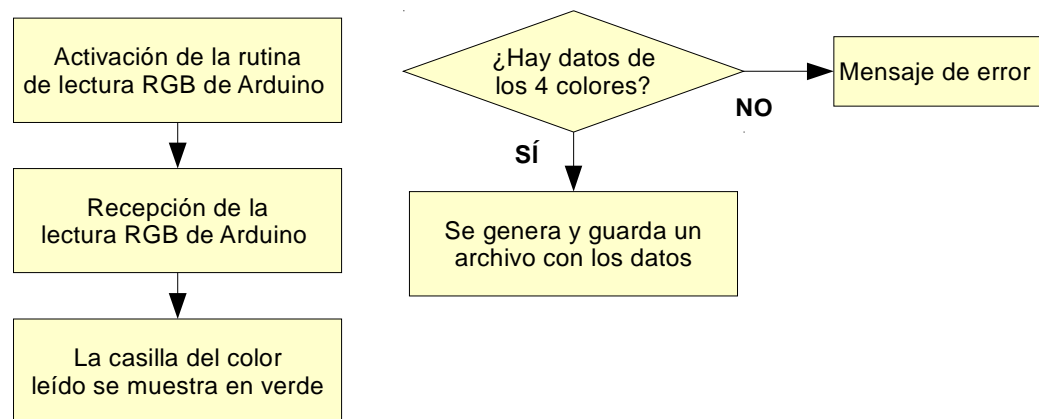 Activación de la rutina
de lectura RGB de Arduino
Recepción de la
lectura RGB de Arduino
La casilla del color
leído se muestra en verde
¿Hay datos de
los 4 colores?
NO
Mensaje de error
SÍ
Se genera y guarda un
archivo con los datos